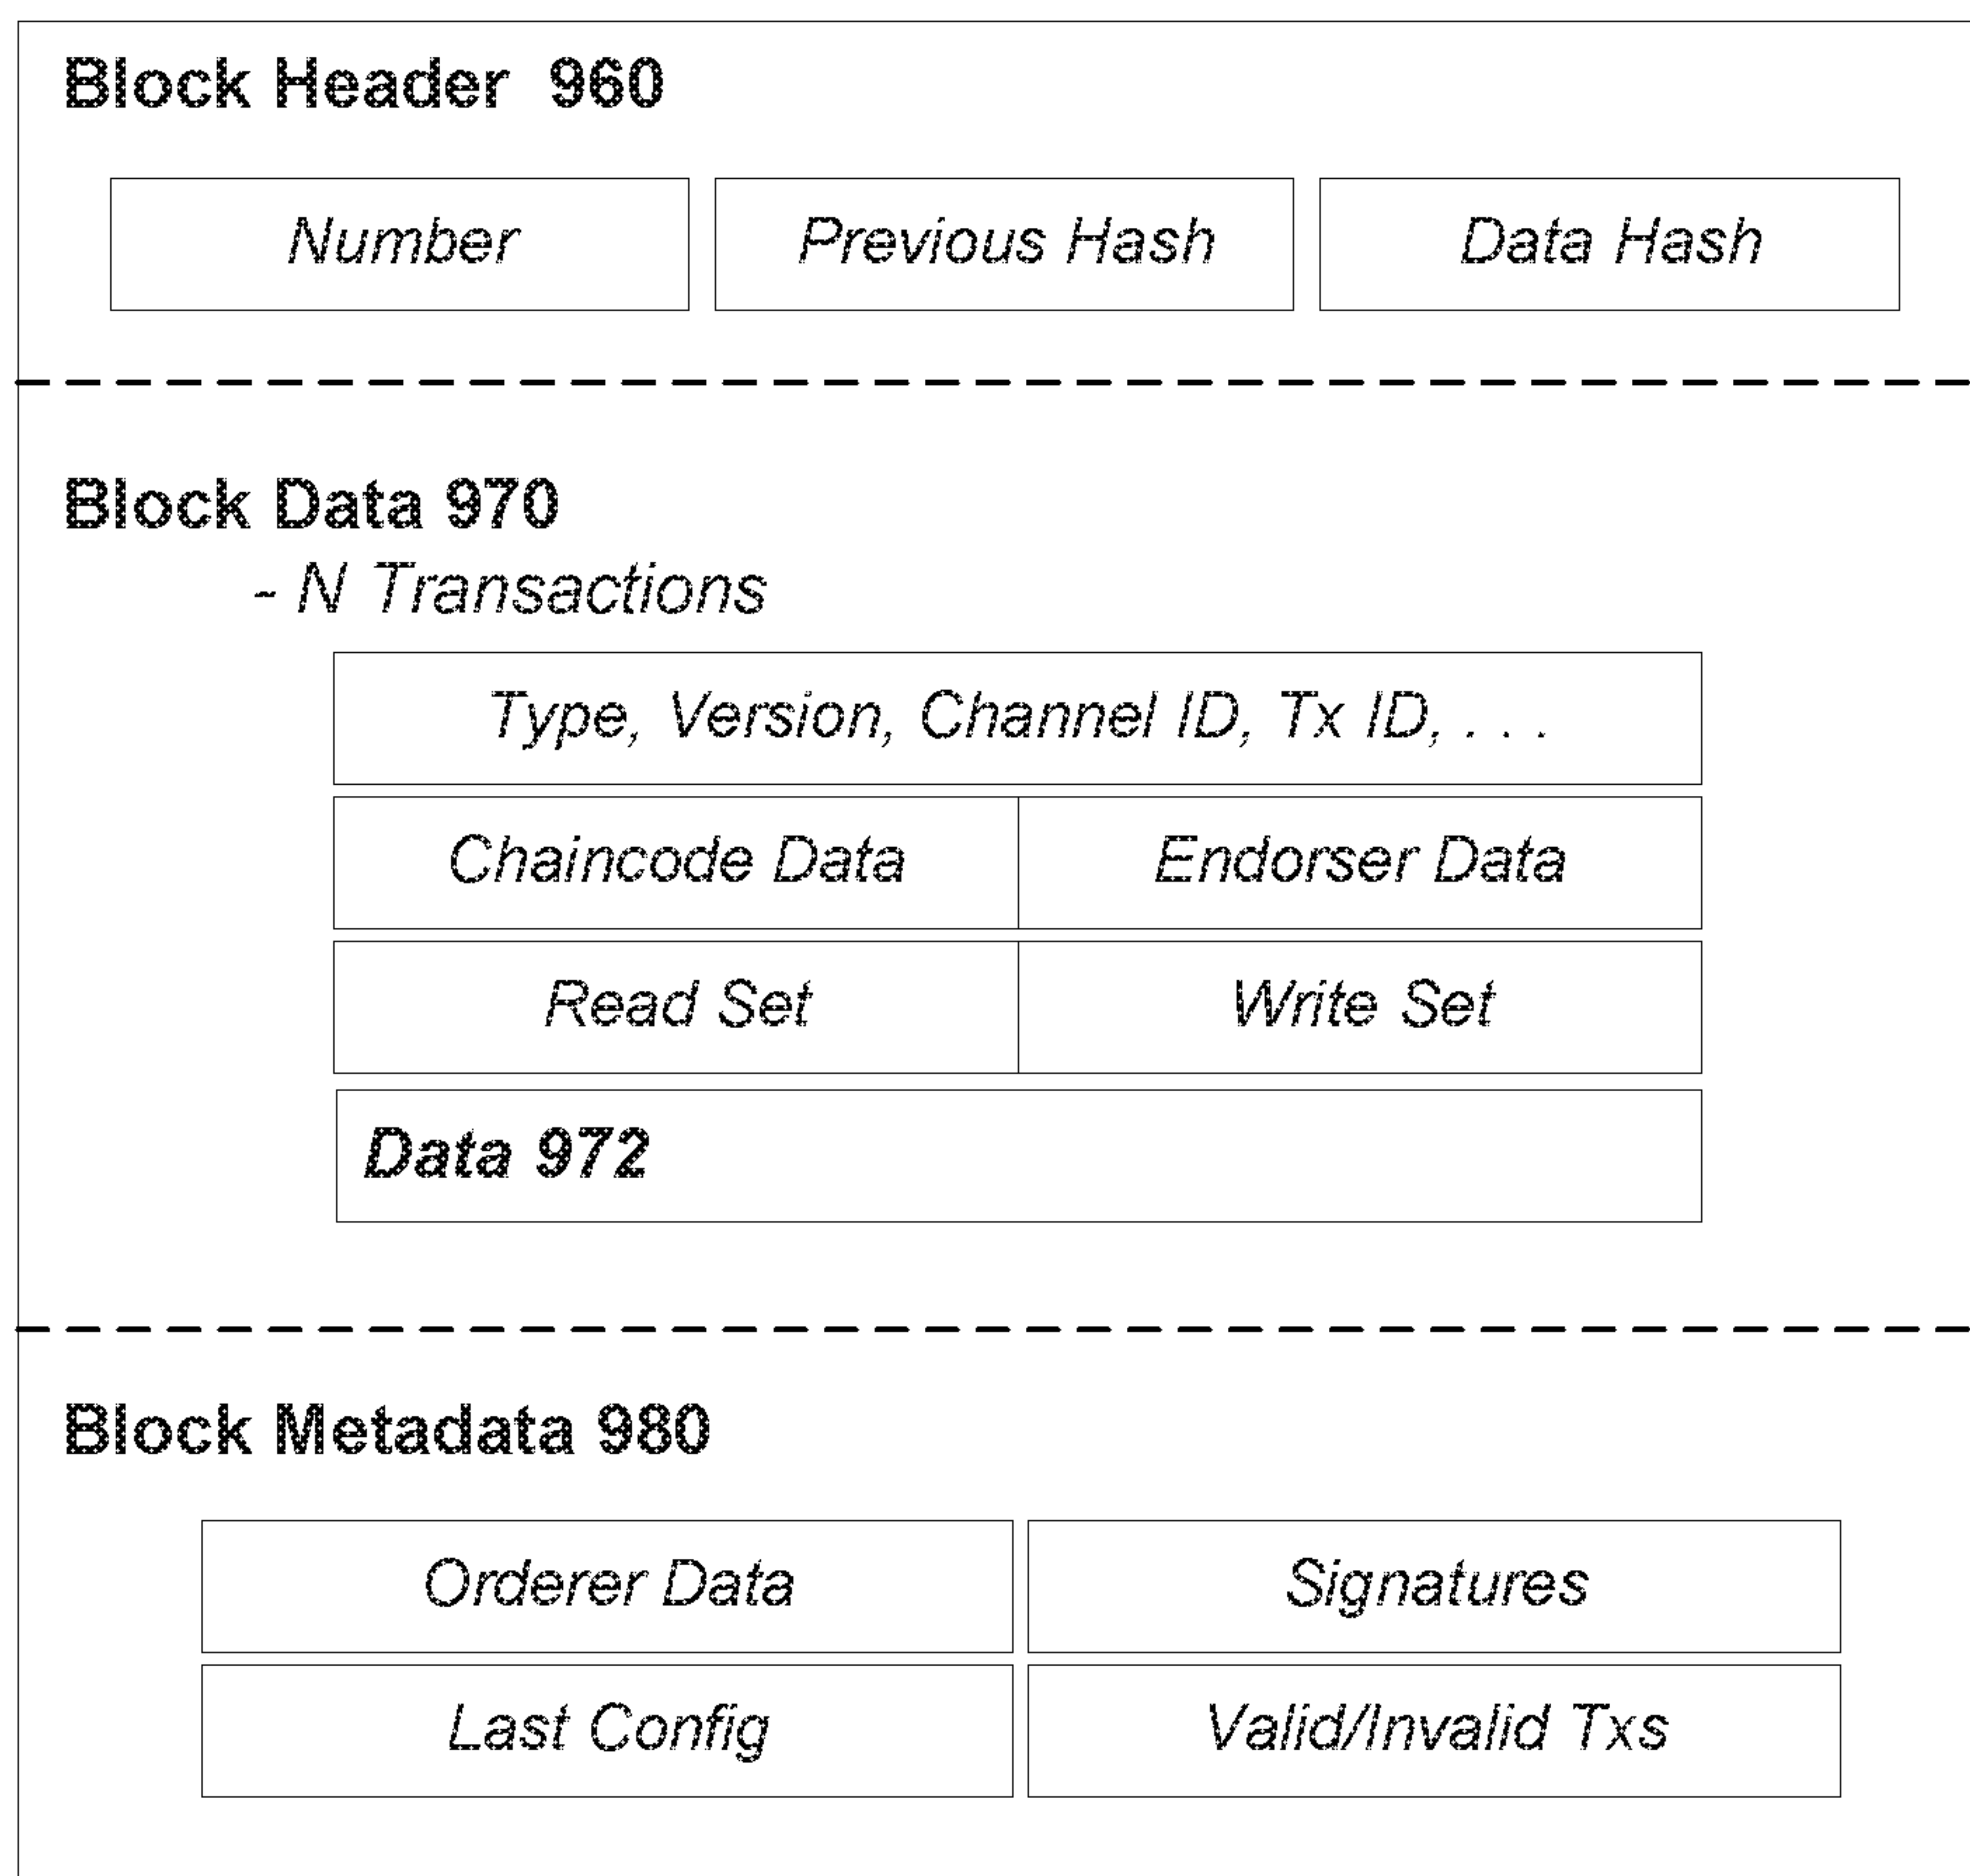 Block Header 960
Number Previous Hash Data Hash
Block Data 970
- N Transactions
Type, Version, Channel ID, Tx ID, . . .
Chaincode Data Endorser Data
Read Set Write Set
Data 972
Block Metadata 980
Orderer Data Signatures
Last Config Valid/Invalid Txs